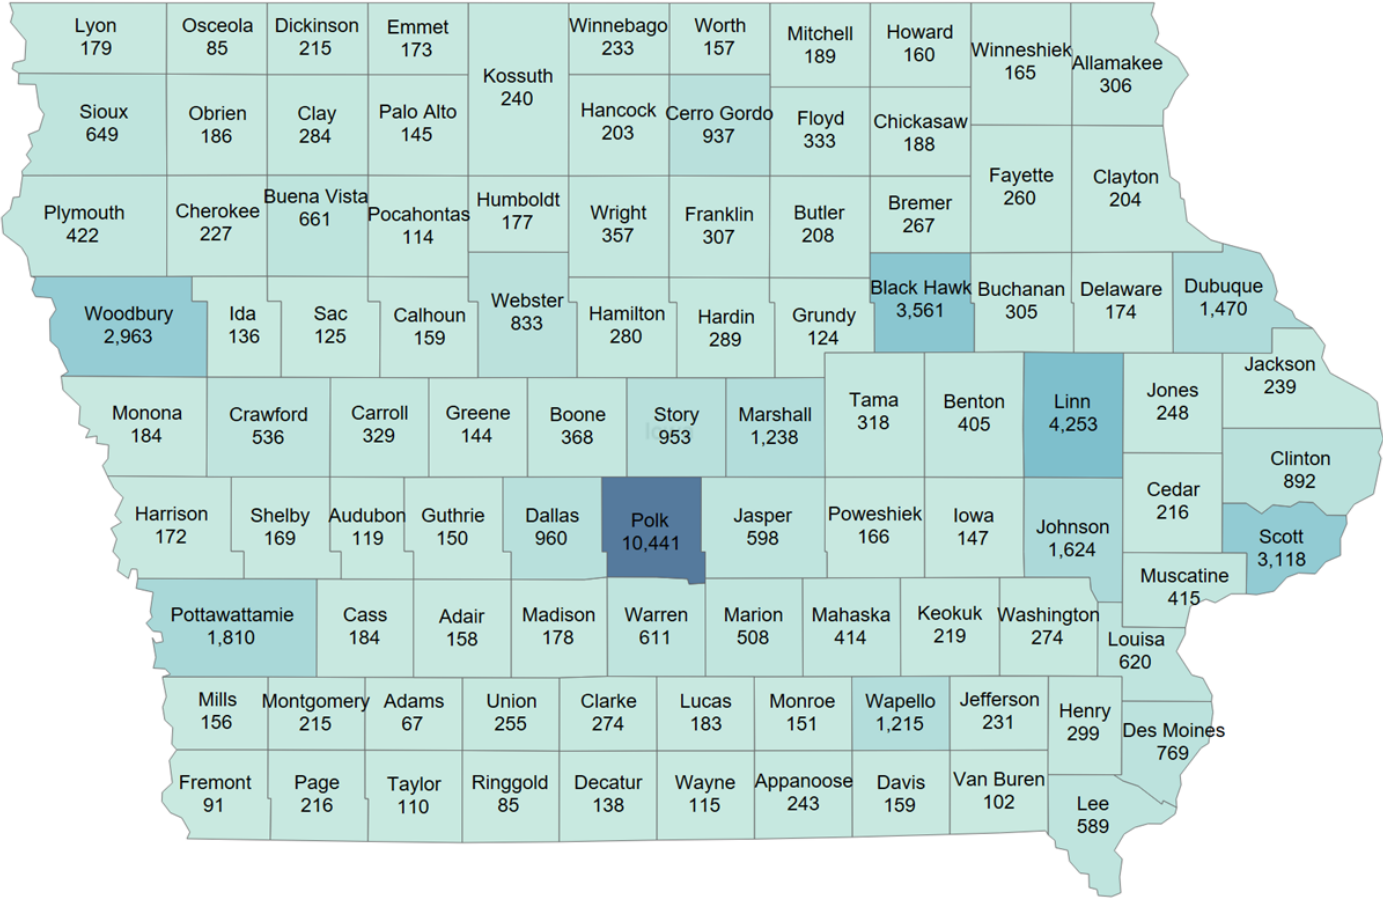 Lyon
179
Osceola
85
Dickinson
215
Emmet
173
Kossuth
240
Winnebago
233
Worth
157
Mitchell
189
Howard
160
Winneshiek
165
Allamakee
306
Sioux
649
Obrien
186
Clay
284
Palo Alto
145
Hancock
203
Cerro Gordo
937
Floyd
333
Chickasaw
188
Fayette
260
Clayton
204
Plymouth
422
Cherokee
227
Buena Vista
661
Pocahontas
114
Humboldt
177
Wright
357
Franklin
307
Butler
208
Bremer
267
Woodbury
2,963
Ida
136
Sac
125
Calhoun
159
Webster
833
Hamilton
280
Hardin
289
Grundy
124
Black Hawk
3,561
Buchanan
305
Delaware
174
Dubuque
1,470
Monona
184
Crawford
536
Carroll
329
Greene
144
Boone
368
Story
953
Marshall
1,238
Tama
318
Benton
405
Linn
4,253
Jones
248
Jackson
239
Clinton
892
Harrison
172
Shelby
169
Audubon
119
Guthrie
150
Dallas
960
Polk
10,441
Jasper
598
Poweshiek
166
Iowa
147
Johnson
1,624
Cedar
216
Scott
3,118
Muscatine
415
Pottawattamie
1,810
Cass
184
Adair
158
Madison
178
Warren
611
Marion
508
Mahaska
414
Keokuk
219
Washington
274
Louisa
620
Mills
156
Montgomery
215
Adams
67
Union
255
Clarke
274
Lucas
183
Monroe
151
Wapello
1,215
Jefferson
231
Henry
299
Des Moines
769
Fremont
91
Page
216
Taylor
110
Ringgold
85
Decatur
138
Wayne
115
Appanoose
243
Davis
159
Van Buren
102
Lee
589